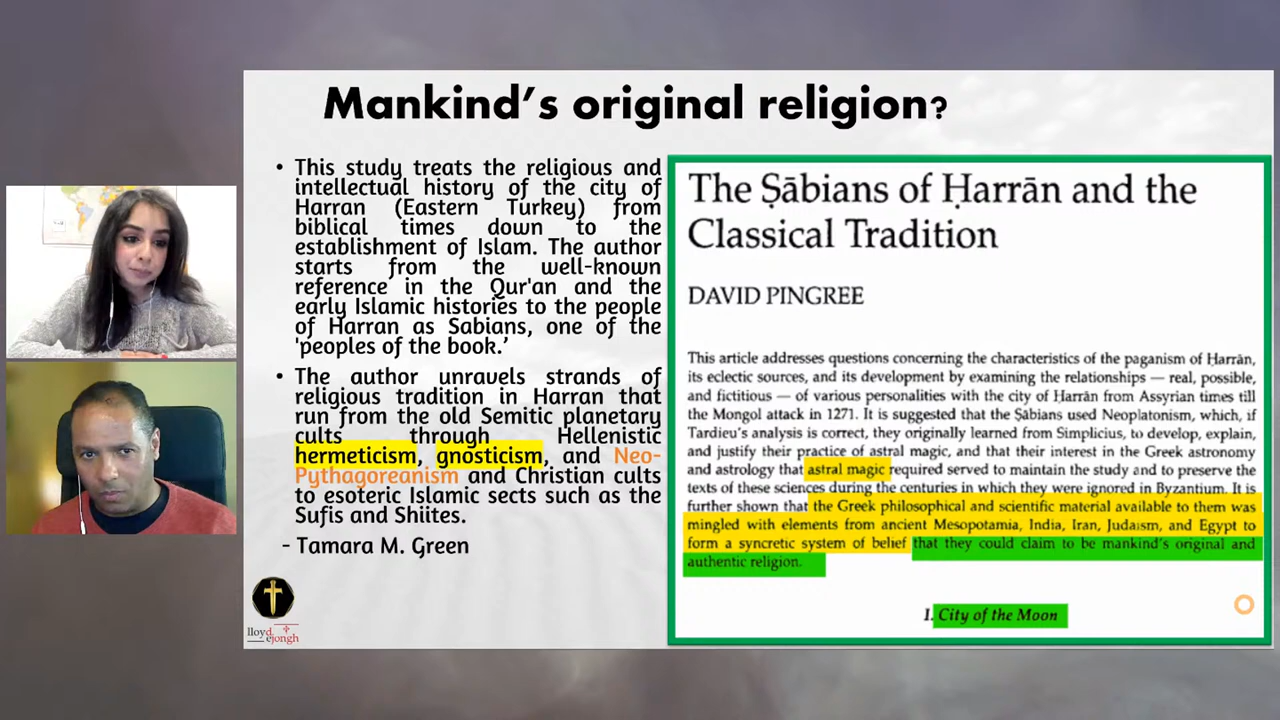 Mankind's original religion?
• This study treats the religious and
intellectual history of the city of
Harran (Eastern Turkey) from
biblical times down to the
establishment of Islam. The author
starts from the well-known
reference in the Qur'an and the
early Islamic histories to the people
of Harran as Sabians, one of the
'peoples of the book.'
• The author unravels strands of
religious tradition in Harran that
run from the old Semitic planetary
cults through Hellenistic
hermeticism, gnosticism, and Neo-
Pythagoreanism and Christian cults
to esoteric Islamic sects such as the
Sufis and Shiites.
- Tamara M. Green
lloyd
dejongh
The Ṣābians of Ḥarrān and the
Classical Tradition
DAVID PINGREE
This article addresses questions concerning the characteristics of the paganism of Ḥarrān,
its eclectic sources, and its development by examining the relationships — real, possible,
and fictitious — of various personalities with the city of Ḥarrān from Assyrian times till
the Mongol attack in 1271. It is suggested that the Ṣābians used Neoplatonism, which, if
Tardieu's analysis is correct, they originally learned from Simplicius, to develop, explain,
and justify their practice of astral magic, and that their interest in the Greek astronomy
and astrology that astral magic required served to maintain the study and to preserve the
texts of these sciences during the centuries in which they were ignored in Byzantium. It is
further shown that the Greek philosophical and scientific material available to them was
mingled with elements from ancient Mesopotamia, India, Iran, Judaism, and Egypt to
form a syncretic system of belief that they could claim to be mankind's original and
authentic religion.
I. City of the Moon